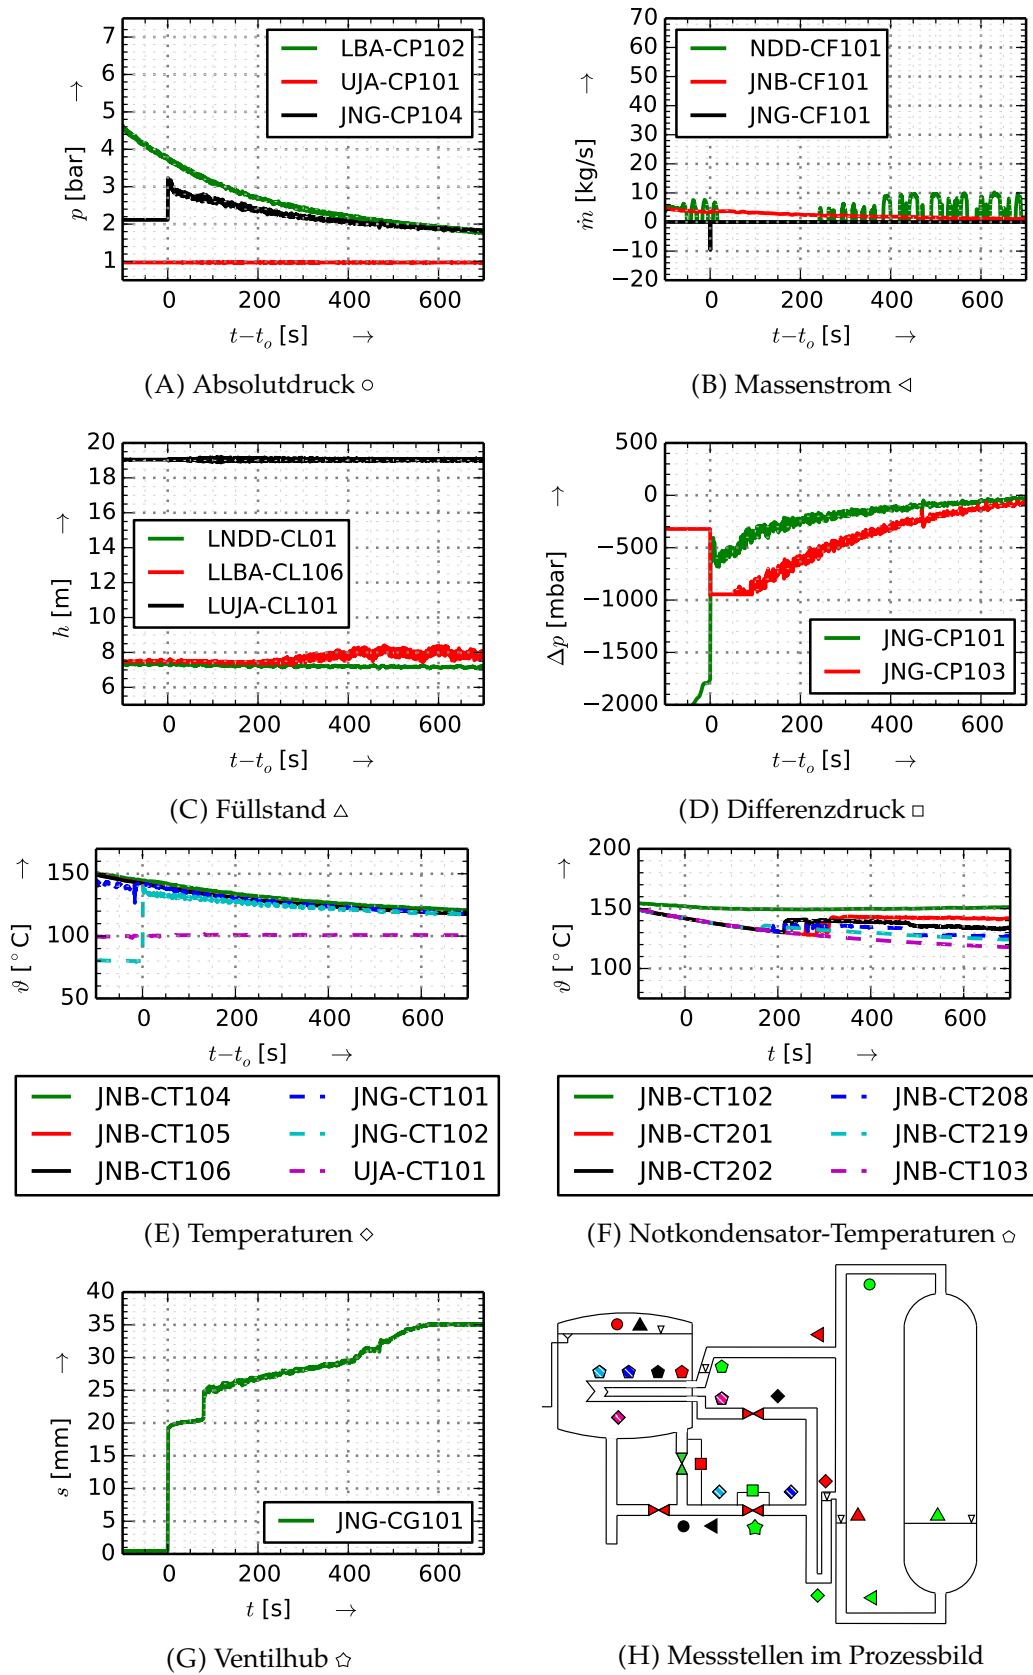 7
6
5
4
3
2
1
p [bar] →
LBA-CP102
UJA-CP101
JNG-CP104
0 200 400 600
t−tₒ [s] →
(A) Absolutdruck ○
70
60
50
40
30
20
10
0
−10
−20
ṁ [kg/s] →
NDD-CF101
JNB-CF101
JNG-CF101
0 200 400 600
t−tₒ [s] →
(B) Massenstrom ◁
20
18
16
14
12
10
8
6
h [m] →
LNDD-CL01
LLBA-CL106
LUJA-CL101
0 200 400 600
t−tₒ [s] →
(C) Füllstand △
500
0
−500
−1000
−1500
−2000
Δp [mbar] →
JNG-CP101
JNG-CP103
0 200 400 600
t−tₒ [s] →
(D) Differenzdruck □
150
100
50
ϑ [°C] →
0 200 400 600
t−tₒ [s] →
JNB-CT104 JNG-CT101
JNB-CT105 JNG-CT102
JNB-CT106 UJA-CT101
(E) Temperaturen ◇
200
150
100
ϑ [°C] →
0 200 400 600
t [s] →
JNB-CT102 JNB-CT208
JNB-CT201 JNB-CT219
JNB-CT202 JNB-CT103
(F) Notkondensator-Temperaturen ⬠
40
35
30
25
20
15
10
5
0
s [mm] →
JNG-CG101
0 200 400 600
t [s] →
(G) Ventilhub ☆
(H) Messstellen im Prozessbild